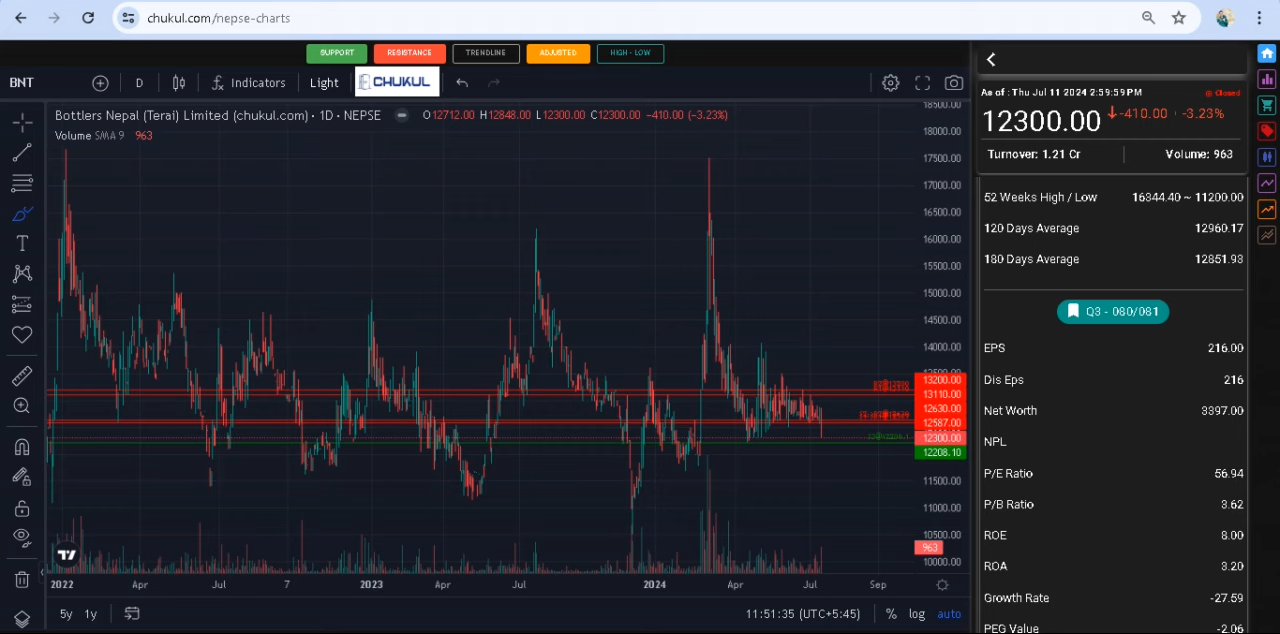 chukul.com/nepse-charts
SUPPORT RESISTANCE TRENDLINE ADJUSTED HIGH - LOW
BNT D Indicators Light CHUKUL
Bottlers Nepal (Terai) Limited (chukul.com) · 1D · NEPSE O12712.00 H12848.00 L12300.00 C12300.00 -410.00 (-3.23%)
Volume SMA 9 963
18500.00
18000.00
17500.00
17000.00
16500.00
16000.00
15500.00
15000.00
14500.00
14000.00
13200.00
13110.00
12630.00
12587.00
12300.00
12208.10
11500.00
11000.00
10500.00
963
10000.00
2022 Apr Jul 7 2023 Apr Jul 2024 Apr Jul Sep
5y 1y 11:51:35 (UTC+5:45) % log auto
As of : Thu Jul 11 2024 2:59:59 PM Closed
12300.00 -410.00 -3.23%
Turnover: 1.21 Cr Volume: 963
52 Weeks High / Low 16344.40 ~ 11200.00
120 Days Average 12960.17
180 Days Average 12851.93
Q3 - 080/081
EPS 216.00
Dis Eps 216
Net Worth 3397.00
NPL
P/E Ratio 56.94
P/B Ratio 3.62
ROE 8.00
ROA 3.20
Growth Rate -27.59
PEG Value -2.06